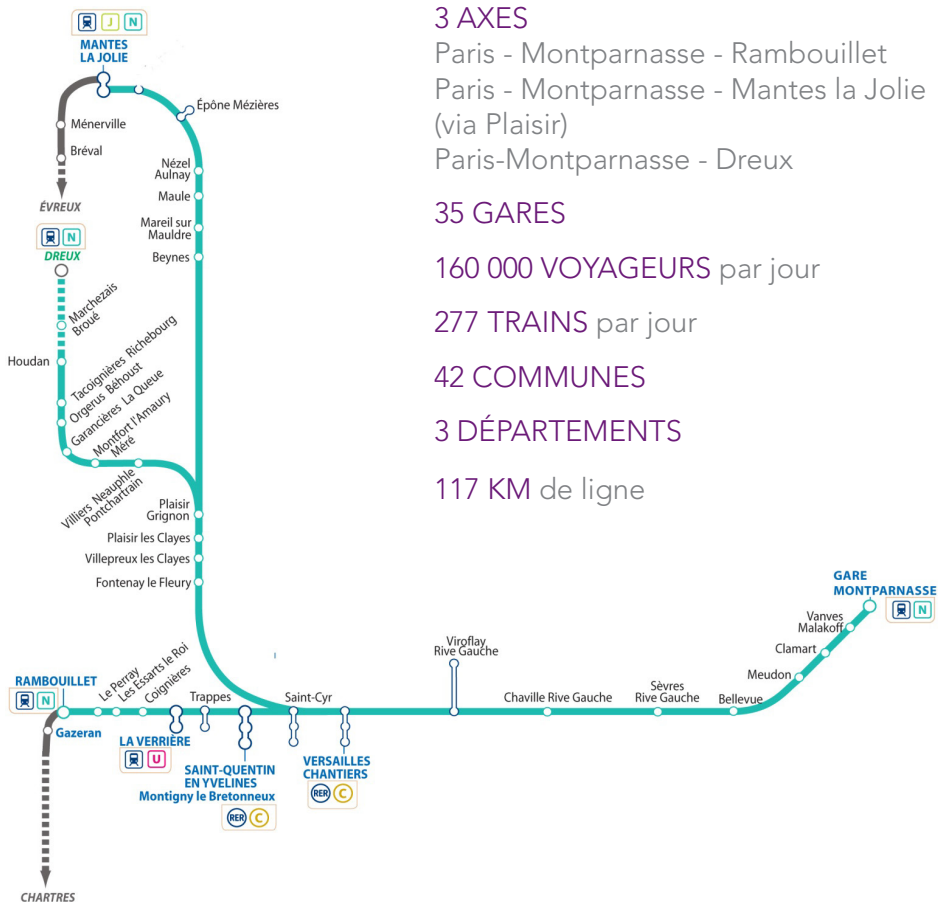 J N
MANTES
LA JOLIE
Épône Mézières
Ménerville
Bréval
ÉVREUX
Nézel
Aulnay
Maule
Mareil sur
Mauldre
Beynes
N
DREUX
Marchezais
Broué
Houdan
Tacoignières Richebourg
Orgerus Béhoust
Garancières La Queue
Montfort l'Amaury
Méré
Villiers Neauphle
Pontchartrain
Plaisir
Grignon
Plaisir les Clayes
Villepreux les Clayes
Fontenay le Fleury
3 AXES
Paris - Montparnasse - Rambouillet
Paris - Montparnasse - Mantes la Jolie
(via Plaisir)
Paris-Montparnasse - Dreux
35 GARES
160 000 VOYAGEURS par jour
277 TRAINS par jour
42 COMMUNES
3 DÉPARTEMENTS
117 KM de ligne
GARE
MONTPARNASSE
N
Vanves
Malakoff
Clamart
Meudon
Bellevue
Sèvres
Rive Gauche
Chaville Rive Gauche
Viroflay
Rive Gauche
VERSAILLES
CHANTIERS
RER C
Saint-Cyr
SAINT-QUENTIN
EN YVELINES
Montigny le Bretonneux
RER C
Trappes
LA VERRIÈRE
U
Coignières
Les Essarts le Roi
Le Perray
RAMBOUILLET
N
Gazeran
CHARTRES